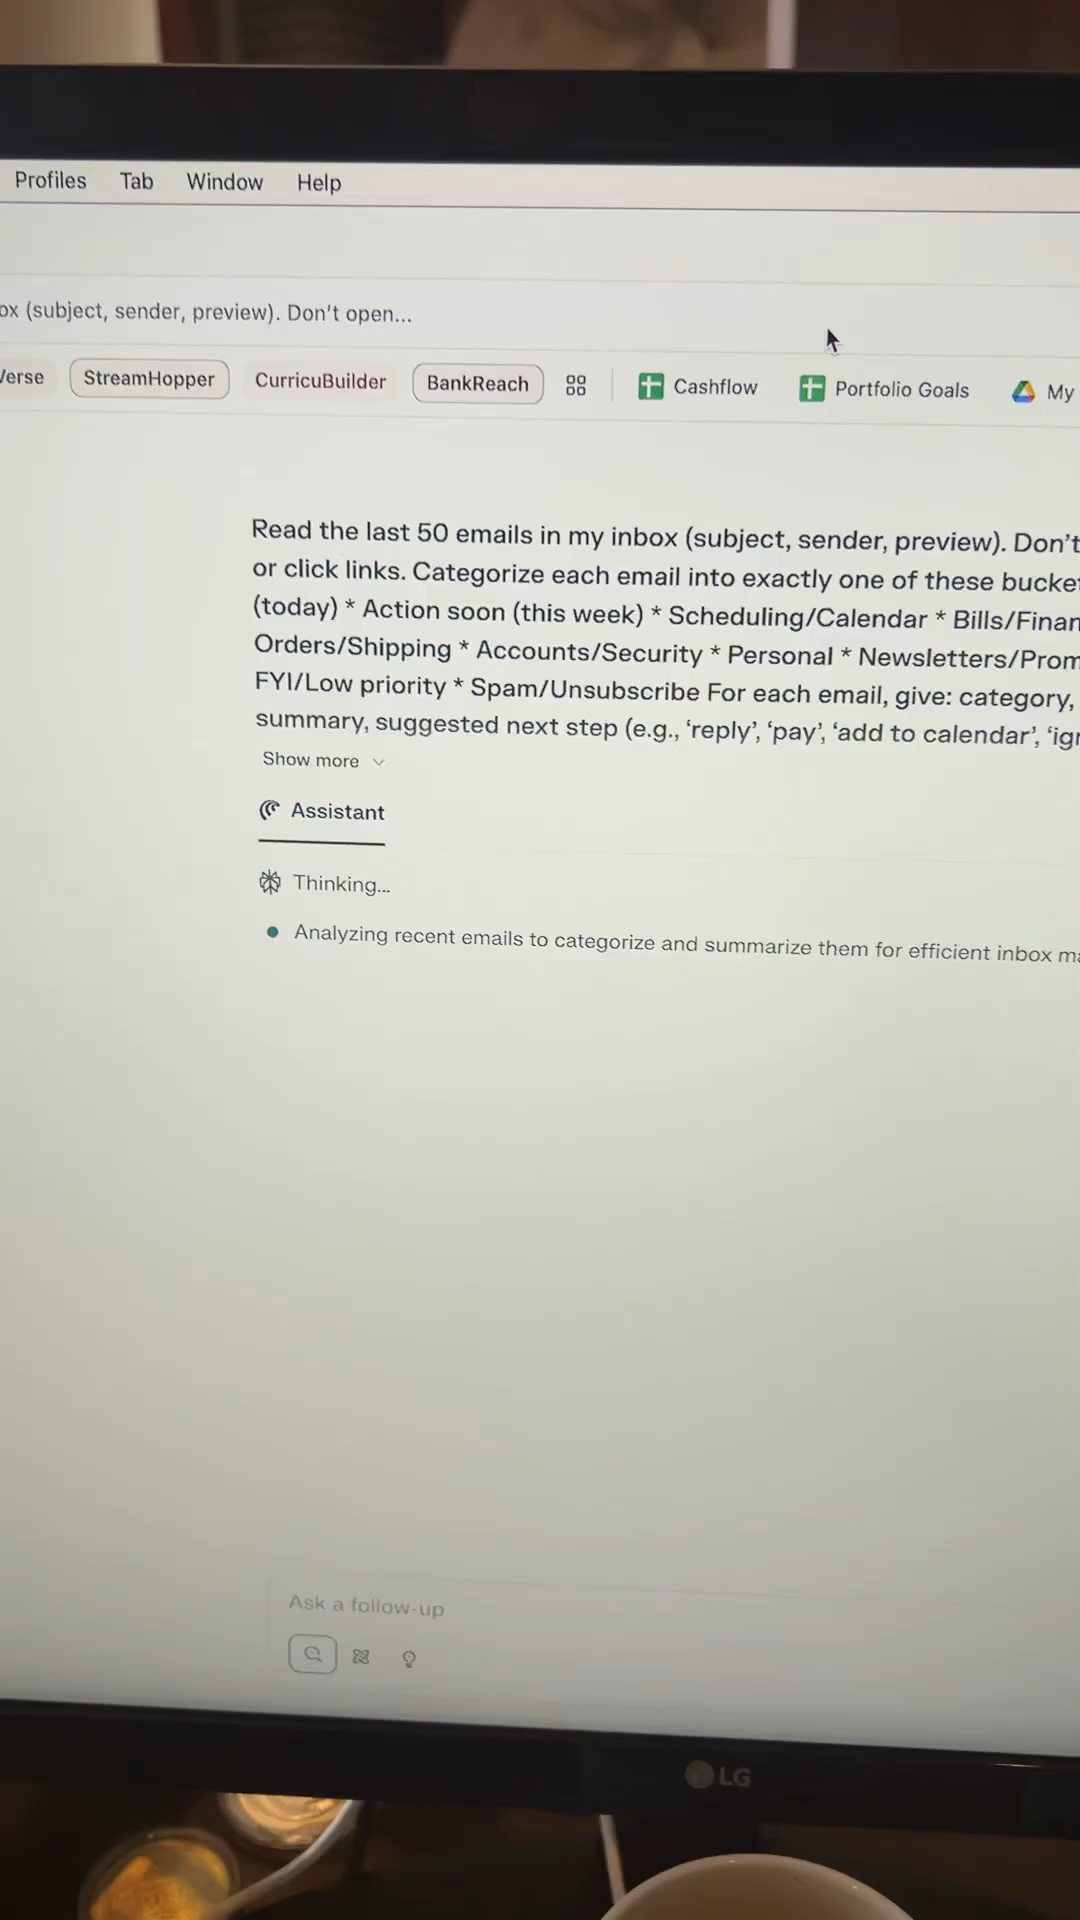 Profiles Tab Window Help
ox (subject, sender, preview). Don't open...
Verse StreamHopper CurricuBuilder BankReach Cashflow Portfolio Goals My
Read the last 50 emails in my inbox (subject, sender, preview). Don't
or click links. Categorize each email into exactly one of these bucke
(today) * Action soon (this week) * Scheduling/Calendar * Bills/Finan
Orders/Shipping * Accounts/Security * Personal * Newsletters/Prom
FYI/Low priority * Spam/Unsubscribe For each email, give: category,
summary, suggested next step (e.g., ‘reply’, ‘pay’, ‘add to calendar’, ‘ig
Show more
Assistant
Thinking...
Analyzing recent emails to categorize and summarize them for efficient inbox ma
Ask a follow-up
LG